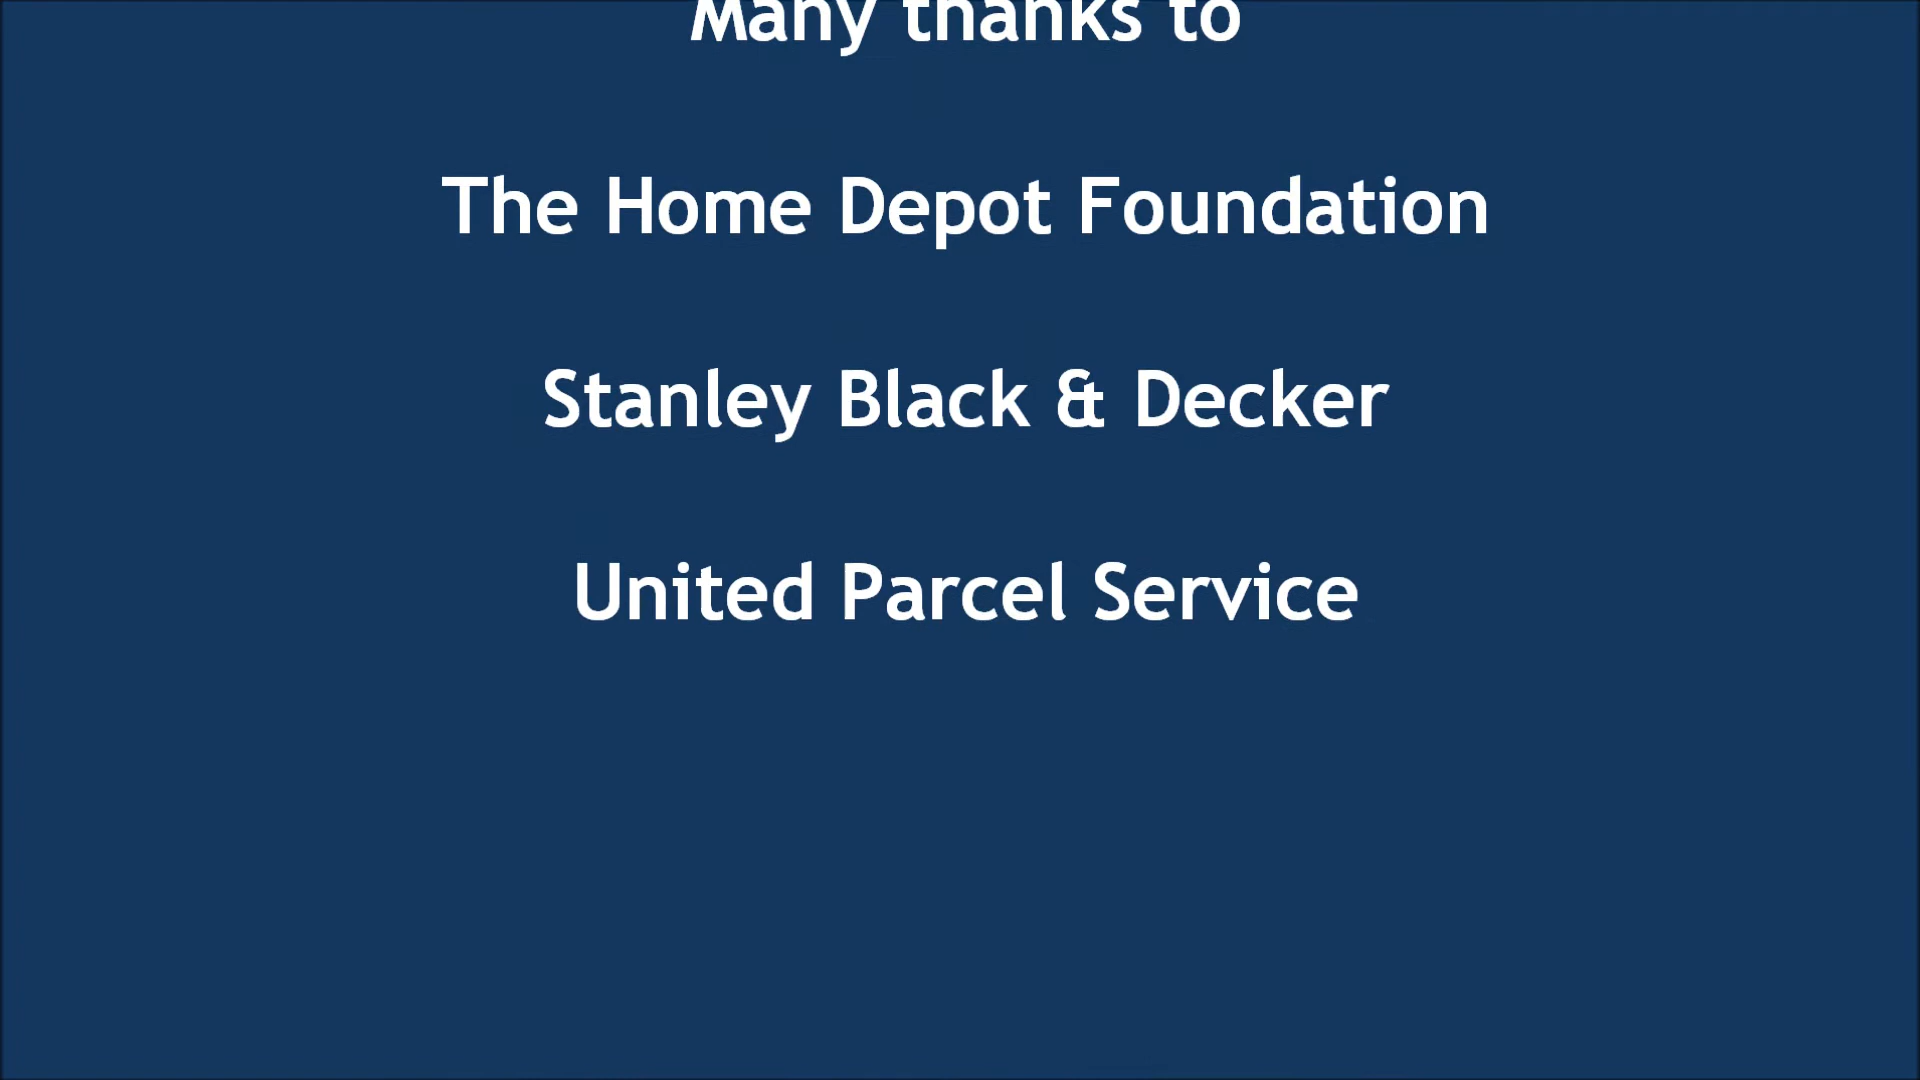 Many thanks to
The Home Depot Foundation
Stanley Black & Decker
United Parcel Service